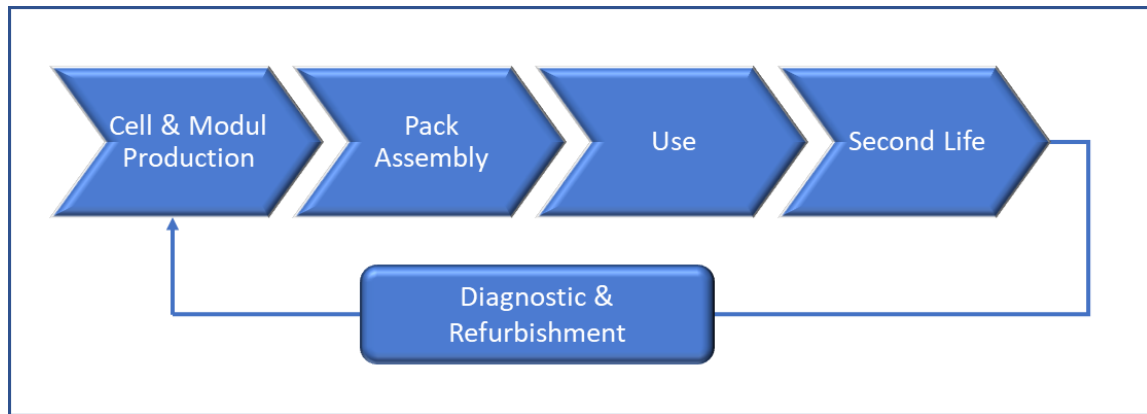 Cell & Modul
Production
Pack
Assembly
Use
Second Life
Diagnostic &
Refurbishment